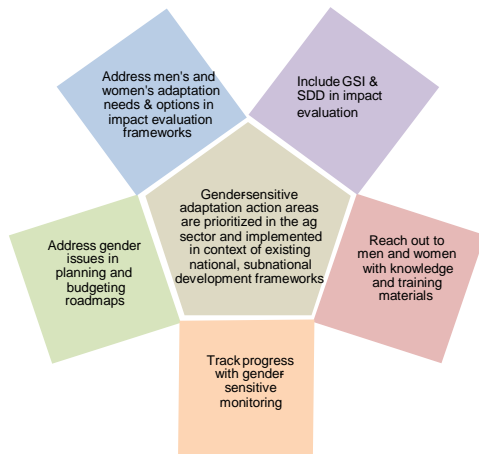 Address men's and
women's adaptation
needs & options in
impact evaluation
frameworks
Include GSI &
SDD in impact
evaluation
Gender-sensitive
adaptation action areas
are prioritized in the ag
sector and implemented
in context of existing
national, subnational
development frameworks
Address gender
issues in
planning and
budgeting
roadmaps
Reach out to
men and women
with knowledge
and training
materials
Track progress
with gender-
sensitive
monitoring